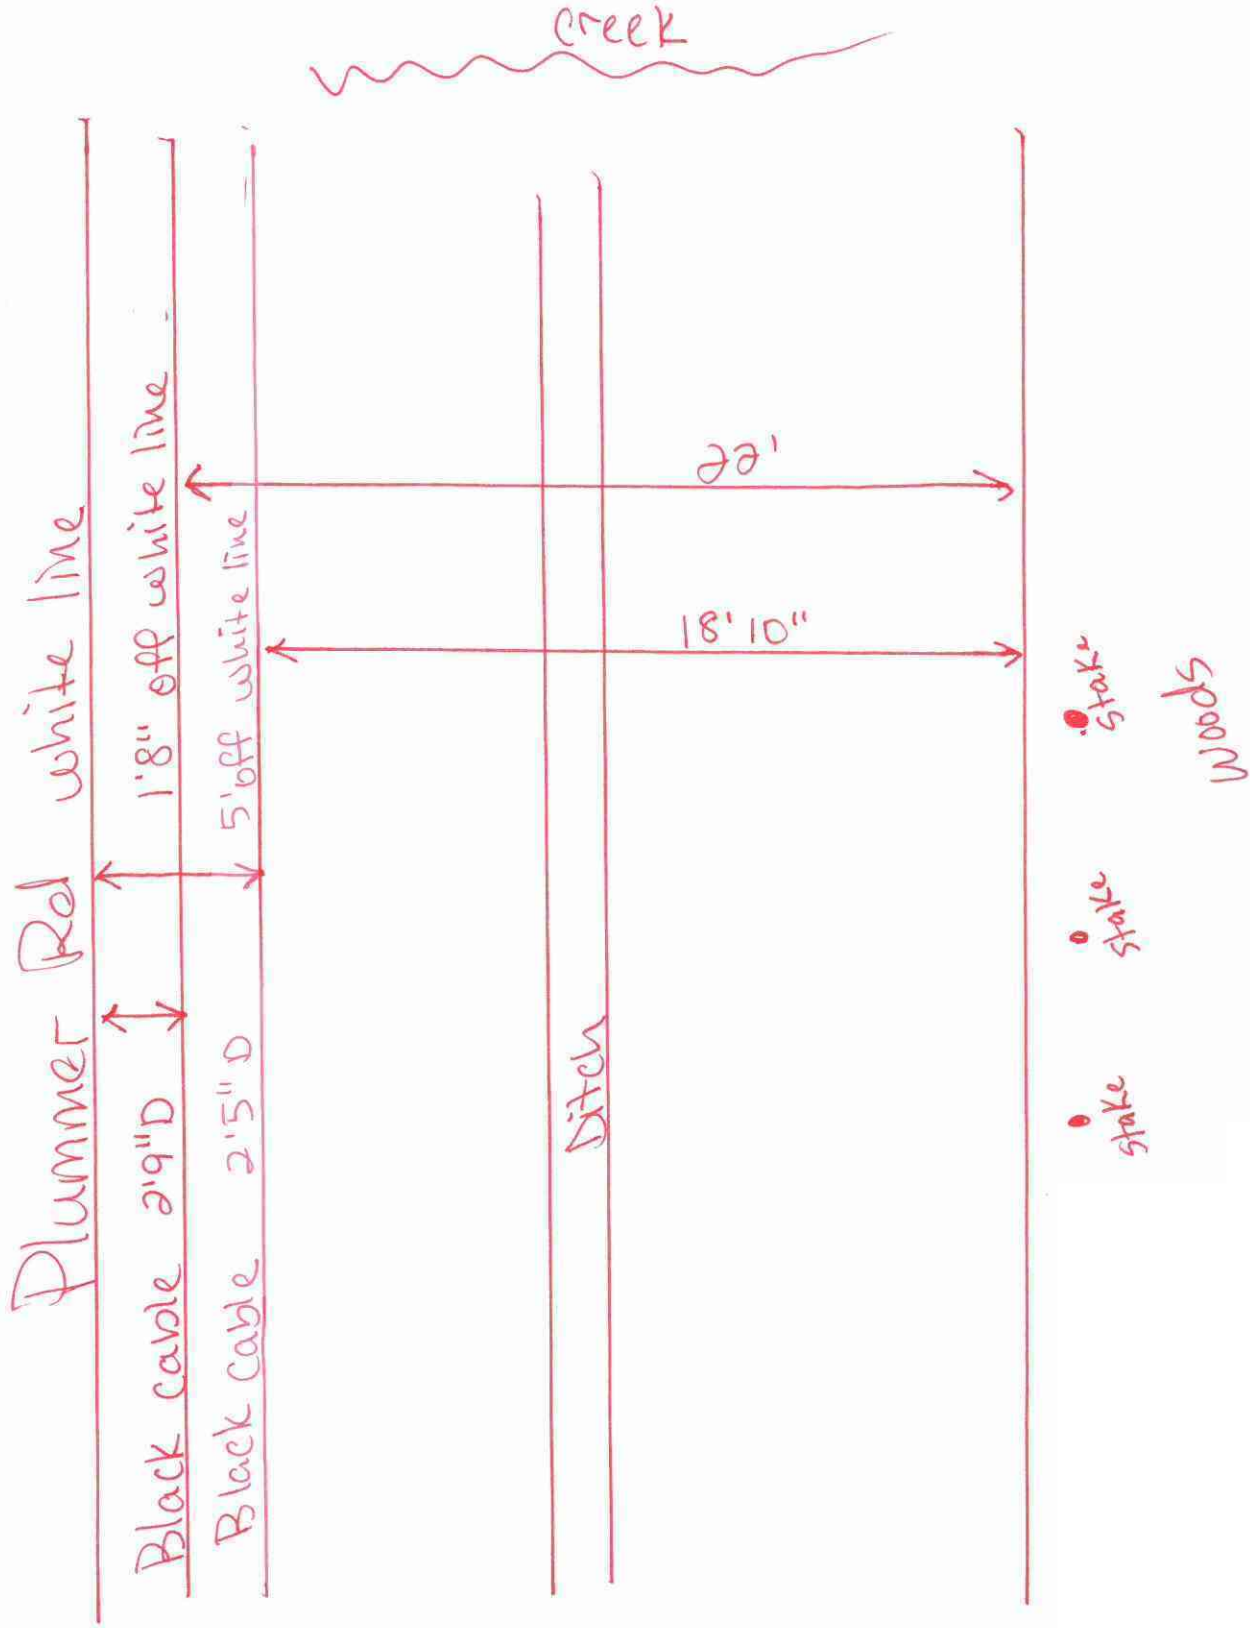 creek
Plummer Rd white line
1'8" off white line
Black cable 2'9"D
5' off white line
Black cable 2'5"D
22'
18'10"
Ditch
Stake
Stake
Stake
Woods